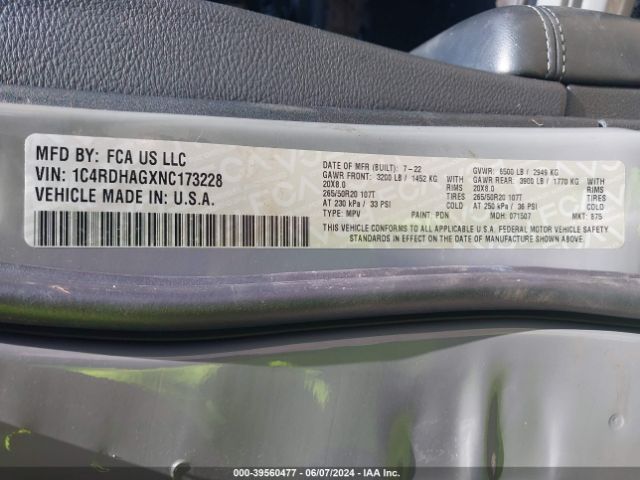 MFD BY: FCA US LLC
VIN: 1C4RDHAGXNC173228
VEHICLE MADE IN: U.S.A.
DATE OF MFR (BUILT): 7-22 GVWR: 6500 LB / 2949 KG
GAWR FRONT: 3200 LB / 1452 KG WITH GAWR REAR: 3900 LB / 1770 KG WITH
20X8.0 RIMS 20X8.0 RIMS
265/50R20 107T TIRES 265/50R20 107T TIRES
AT 230 kPa / 33 PSI COLD AT 250 kPa / 36 PSI COLD
TYPE: MPV PAINT: PDN MDH: 071507 MKT: 875
THIS VEHICLE CONFORMS TO ALL APPLICABLE U.S.A. FEDERAL MOTOR VEHICLE SAFETY
STANDARDS IN EFFECT ON THE DATE OF MANUFACTURE SHOWN ABOVE.
0-39560477 - 06/07/2024 - IAA Inc.